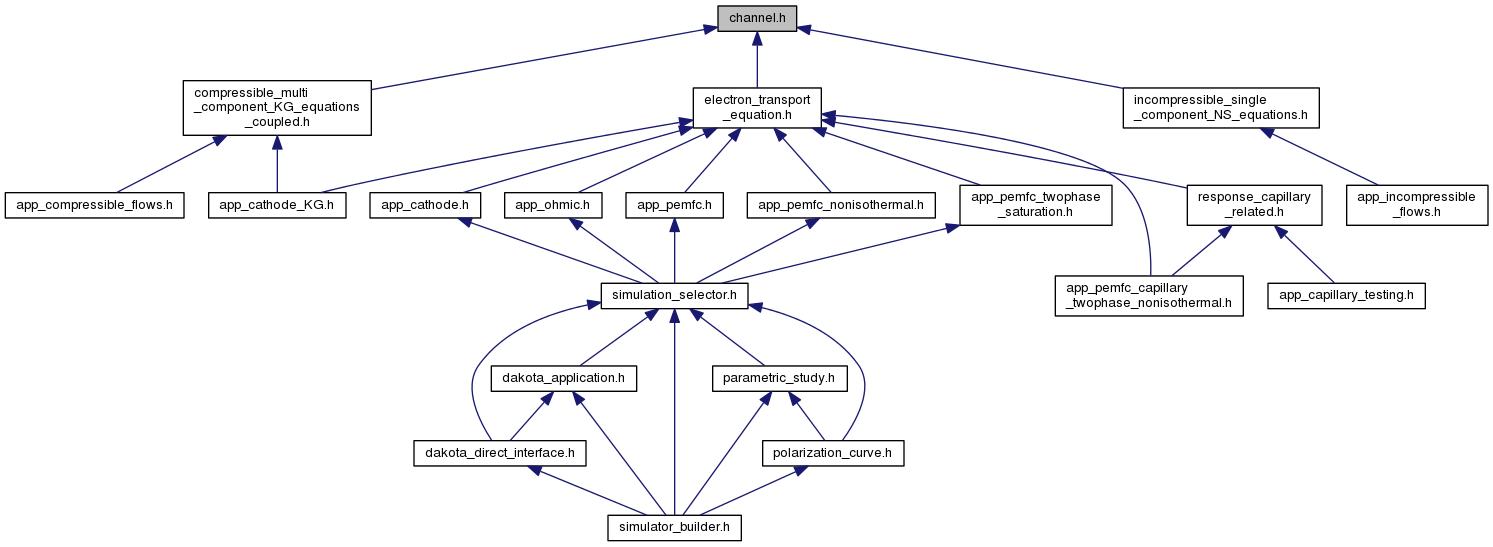 channel.h
compressible_multi
_component_KG_equations
_coupled.h
electron_transport
_equation.h
incompressible_single
_component_NS_equations.h
app_compressible_flows.h
app_cathode_KG.h
app_cathode.h
app_ohmic.h
app_pemfc.h
app_pemfc_nonisothermal.h
app_pemfc_twophase
_saturation.h
response_capillary
_related.h
app_incompressible
_flows.h
simulation_selector.h
app_pemfc_capillary
_twophase_nonisothermal.h
app_capillary_testing.h
dakota_application.h
parametric_study.h
dakota_direct_interface.h
polarization_curve.h
simulator_builder.h